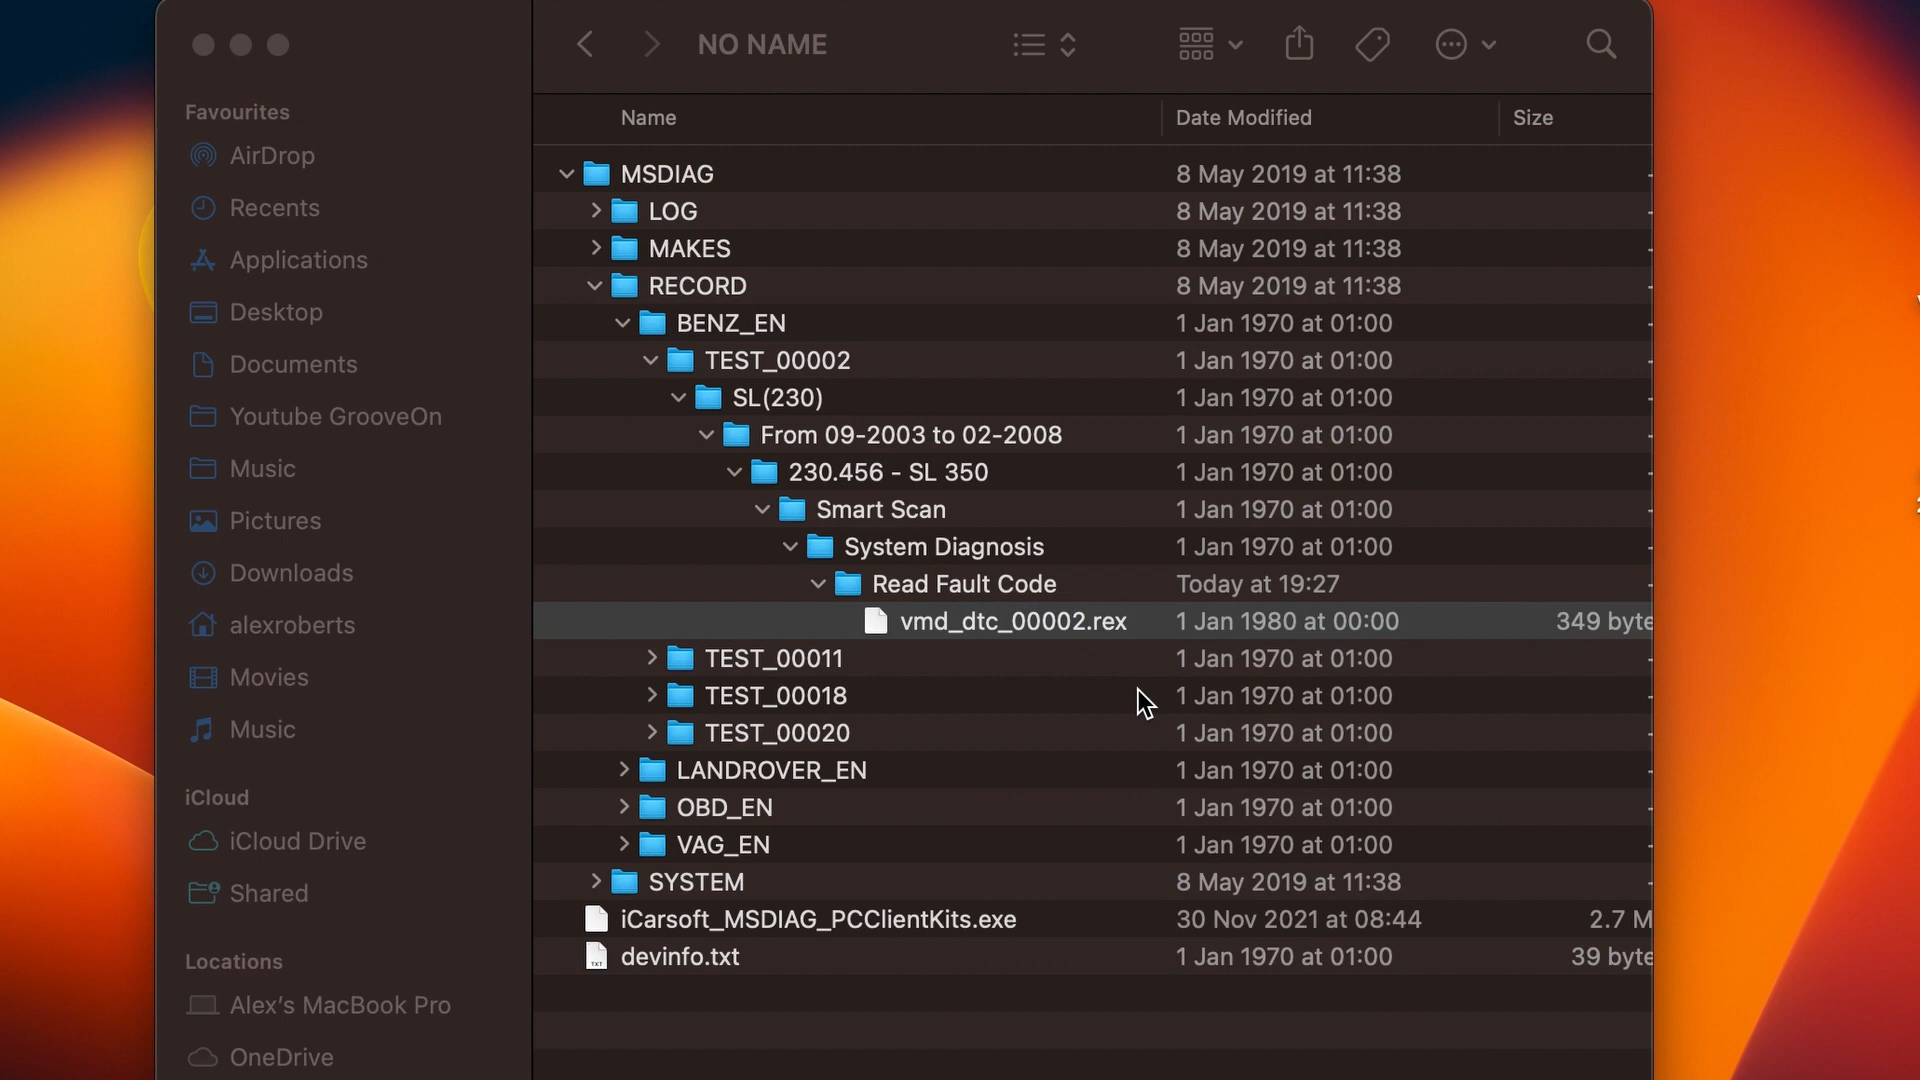 NO NAME
Favourites
AirDrop
Recents
Applications
Desktop
Documents
Youtube GrooveOn
Music
Pictures
Downloads
alexroberts
Movies
Music
iCloud
iCloud Drive
Shared
Locations
Alex’s MacBook Pro
OneDrive
Name Date Modified Size
MSDIAG 8 May 2019 at 11:38 -
LOG 8 May 2019 at 11:38 -
MAKES 8 May 2019 at 11:38 -
RECORD 8 May 2019 at 11:38 -
BENZ_EN 1 Jan 1970 at 01:00 -
TEST_00002 1 Jan 1970 at 01:00 -
SL(230) 1 Jan 1970 at 01:00 -
From 09-2003 to 02-2008 1 Jan 1970 at 01:00 -
230.456 - SL 350 1 Jan 1970 at 01:00 -
Smart Scan 1 Jan 1970 at 01:00 -
System Diagnosis 1 Jan 1970 at 01:00 -
Read Fault Code Today at 19:27 -
vmd_dtc_00002.rex 1 Jan 1980 at 00:00 349 byte
TEST_00011 1 Jan 1970 at 01:00 -
TEST_00018 1 Jan 1970 at 01:00 -
TEST_00020 1 Jan 1970 at 01:00 -
LANDROVER_EN 1 Jan 1970 at 01:00 -
OBD_EN 1 Jan 1970 at 01:00 -
VAG_EN 1 Jan 1970 at 01:00 -
SYSTEM 8 May 2019 at 11:38 -
iCarsoft_MSDIAG_PCClientKits.exe 30 Nov 2021 at 08:44 2.7 M
devinfo.txt 1 Jan 1970 at 01:00 39 byte